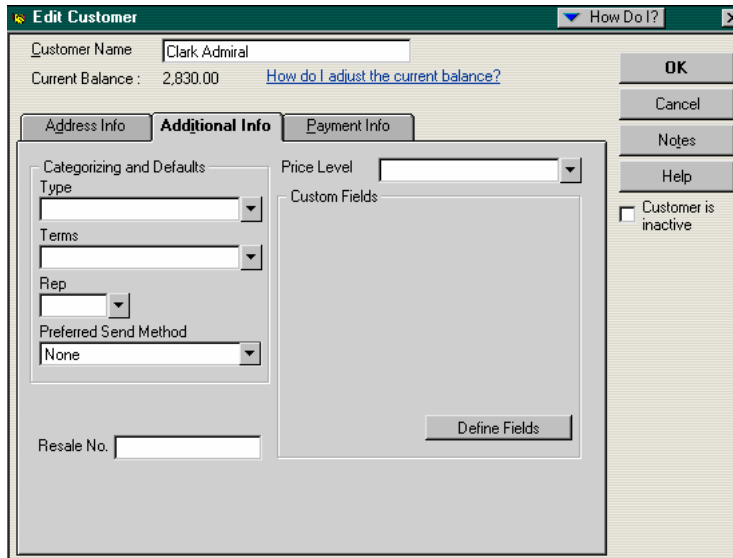 Edit Customer
How Do I?
Customer Name Clark Admiral
Current Balance : 2,830.00 How do I adjust the current balance?
OK
Cancel
Notes
Help
Customer is
inactive
Address Info Additional Info Payment Info
Categorizing and Defaults
Type
Terms
Rep
Preferred Send Method
None
Resale No.
Price Level
Custom Fields
Define Fields